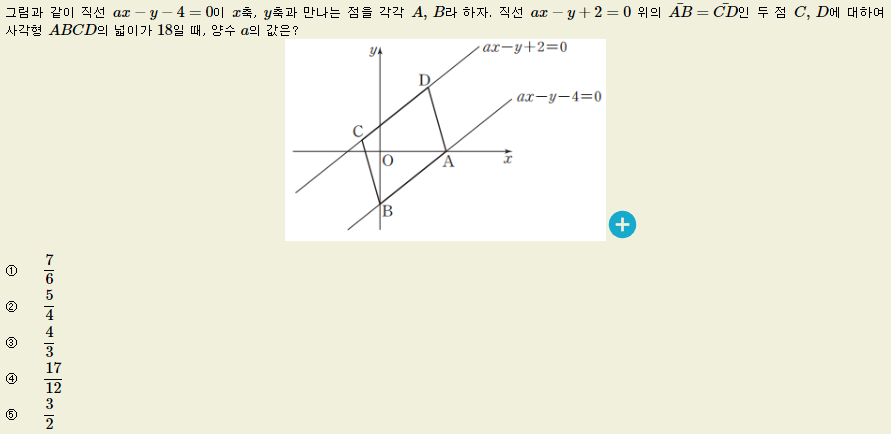 그림과 같이 직선 ax − y − 4 = 0이 x축, y축과 만나는 점을 각각 A, B라 하자. 직선 ax − y + 2 = 0 위의 A̅B̅ = C̅D̅인 두 점 C, D에 대하여
사각형 ABCD의 넓이가 18일 때, 양수 a의 값은?
y
ax−y+2=0
D
ax−y−4=0
C
O
A
x
B
+
① 7/6
② 5/4
③ 4/3
④ 17/12
⑤ 3/2